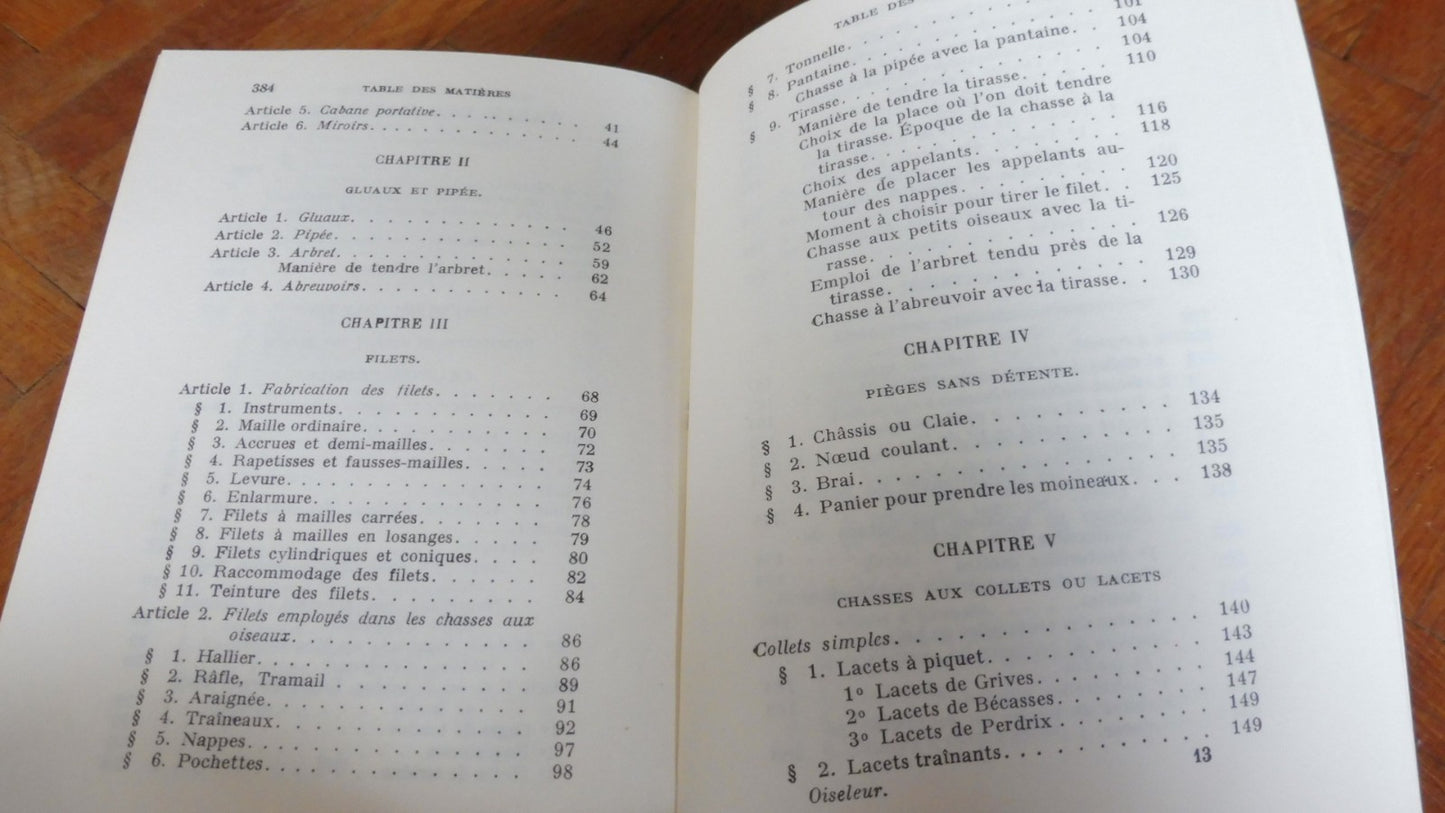 384 TABLE DES MATIÈRES
Article 5. Cabane portative. . . . . . . . . 41
Article 6. Miroirs. . . . . . . . . . . . . 44
CHAPITRE II
GLUAUX ET PIPÉE.
Article 1. Gluaux. . . . . . . . . . . . . 46
Article 2. Pipée. . . . . . . . . . . . . . 52
Article 3. Arbret. . . . . . . . . . . . . 59
Manière de tendre l'arbret. . . . . . 62
Article 4. Abreuvoirs. . . . . . . . . . . 64
CHAPITRE III
FILETS.
Article 1. Fabrication des filets. . . . . . . 68
§ 1. Instruments. . . . . . . . . . . . 69
§ 2. Maille ordinaire. . . . . . . . . . 70
§ 3. Accrues et demi-mailles. . . . . . . 72
§ 4. Rapetisses et fausses-mailles. . . . . 73
§ 5. Levure. . . . . . . . . . . . . . 74
§ 6. Enlarmure. . . . . . . . . . . . . 76
§ 7. Filets à mailles carrées. . . . . . . 78
§ 8. Filets à mailles en losanges. . . . . . 79
§ 9. Filets cylindriques et coniques. . . . . 80
§ 10. Raccommodage des filets. . . . . . . 82
§ 11. Teinture des filets. . . . . . . . . . 84
Article 2. Filets employés dans les chasses aux
oiseaux. . . . . . . . . . . . . 86
§ 1. Hallier. . . . . . . . . . . . . . 86
§ 2. Râfle, Tramail . . . . . . . . . . . 89
§ 3. Araignée. . . . . . . . . . . . . . 91
§ 4. Traîneaux. . . . . . . . . . . . . 92
§ 5. Nappes. . . . . . . . . . . . . . . 97
§ 6. Pochettes. . . . . . . . . . . . . . 98
TABLE DES
§ 7. Tonnelle. . . . . . . . . . . .
§ 8. Pantaine. . . . . . . . . . . . 101
Chasse à la pipée avec la pantaine. . 104
§ 9. Tirasse. . . . . . . . . . . . . 104
Manière de tendre la tirasse. . . . . 110
Choix de la place où l'on doit tendre
la tirasse. Époque de la chasse à la
tirasse. . . . . . . . . . . . . 116
Choix des appelants. . . . . . . . . 118
Manière de placer les appelants au-
tour des nappes. . . . . . . . . 120
Moment à choisir pour tirer le filet. . 125
Chasse aux petits oiseaux avec la ti-
rasse. . . . . . . . . . . . . . 126
Emploi de l'arbret tendu près de la
tirasse. . . . . . . . . . . . . 129
Chasse à l'abreuvoir avec la tirasse. . 130
CHAPITRE IV
PIÈGES SANS DÉTENTE.
§ 1. Châssis ou Claie. . . . . . . . . . 134
§ 2. Nœud coulant. . . . . . . . . . . 135
§ 3. Brai. . . . . . . . . . . . . . . 135
§ 4. Panier pour prendre les moineaux. . . 138
CHAPITRE V
CHASSES AUX COLLETS OU LACETS
Collets simples. . . . . . . . . . . . . 140
§ 1. Lacets à piquet. . . . . . . . . . 143
1º Lacets de Grives. . . . . . . . 144
2º Lacets de Bécasses. . . . . . . 147
3º Lacets de Perdrix . . . . . . . 149
§ 2. Lacets traînants. . . . . . . . . . 149
Oiseleur. 13